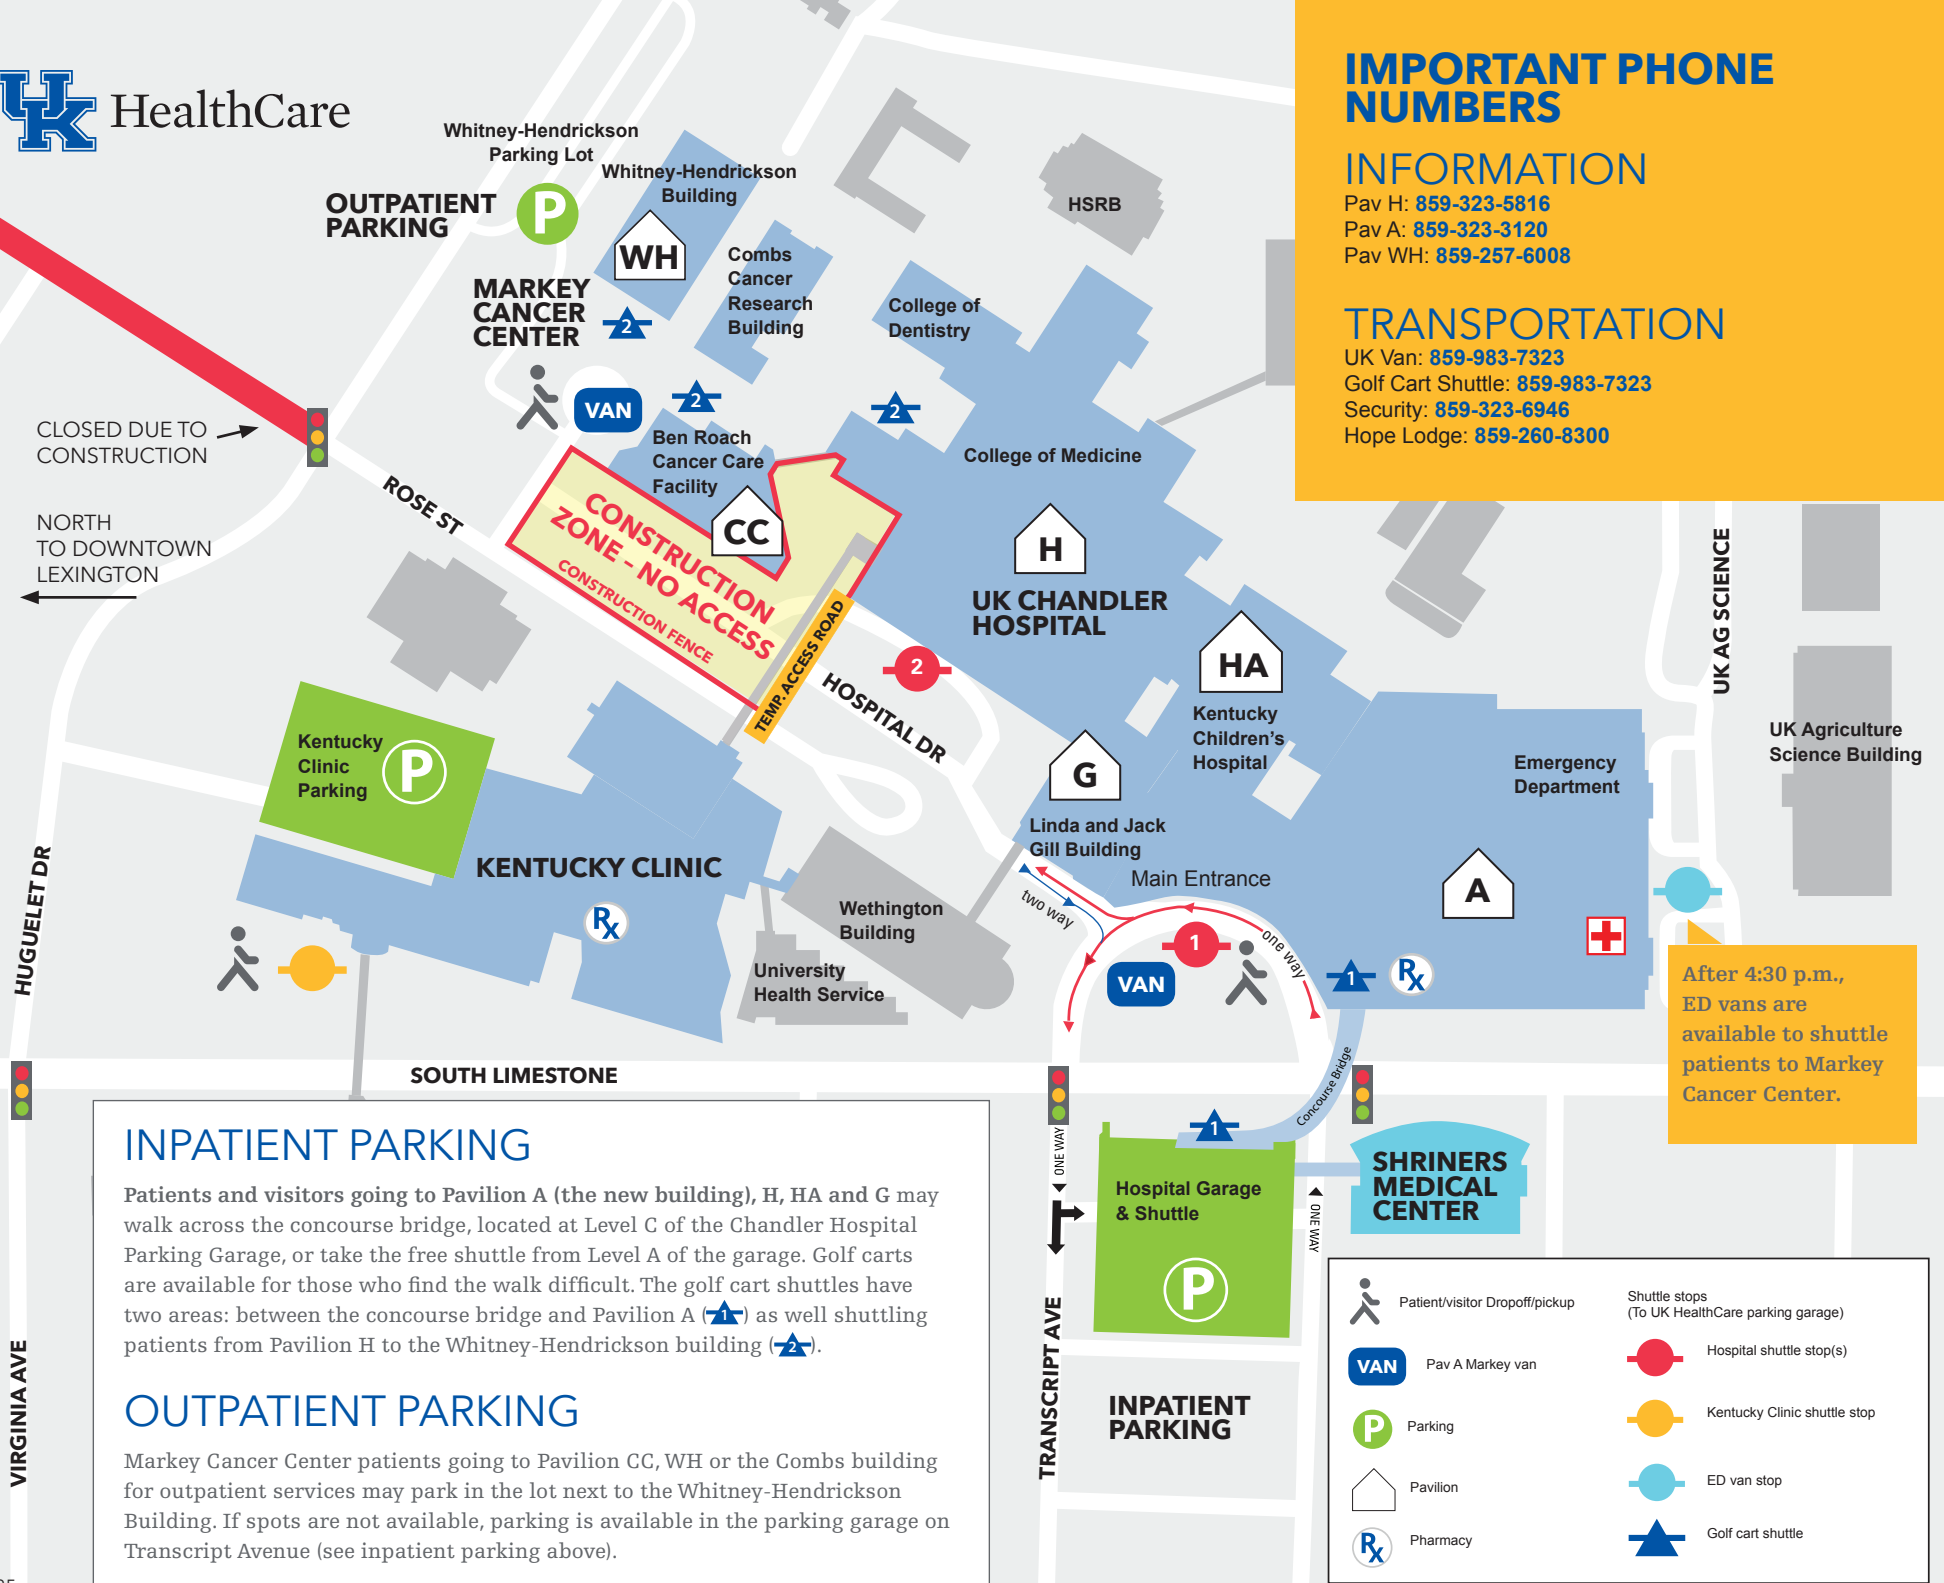 UK HealthCare
IMPORTANT PHONE
NUMBERS
INFORMATION
Pav H: 859-323-5816
Pav A: 859-323-3120
Pav WH: 859-257-6008
TRANSPORTATION
UK Van: 859-983-7323
Golf Cart Shuttle: 859-983-7323
Security: 859-323-6946
Hope Lodge: 859-260-8300
Whitney-Hendrickson
Parking Lot
OUTPATIENT
PARKING
P
Whitney-Hendrickson
Building
WH
MARKEY
CANCER
CENTER
2
Combs
Cancer
Research
Building
College of
Dentistry
HSRB
VAN
2
2
Ben Roach
Cancer Care
Facility
CC
College of Medicine
H
UK CHANDLER
HOSPITAL
CLOSED DUE TO
CONSTRUCTION
NORTH
TO DOWNTOWN
LEXINGTON
ROSE ST
CONSTRUCTION
ZONE - NO ACCESS
CONSTRUCTION FENCE
TEMP. ACCESS ROAD
HOSPITAL DR
2
HA
Kentucky
Children's
Hospital
G
Linda and Jack
Gill Building
Emergency
Department
UK AG SCIENCE
UK Agriculture
Science Building
Kentucky
Clinic
Parking
P
KENTUCKY CLINIC
Rx
HUGUELET DR
Wethington
Building
University
Health Service
Main Entrance
two way
one way
1
VAN
1
Rx
A
After 4:30 p.m.,
ED vans are
available to shuttle
patients to Markey
Cancer Center.
SOUTH LIMESTONE
Concourse Bridge
1
ONE WAY
ONE WAY
Hospital Garage
& Shuttle
P
SHRINERS
MEDICAL
CENTER
TRANSCRIPT AVE
INPATIENT
PARKING
VIRGINIA AVE
INPATIENT PARKING
Patients and visitors going to Pavilion A (the new building), H, HA and G may
walk across the concourse bridge, located at Level C of the Chandler Hospital
Parking Garage, or take the free shuttle from Level A of the garage. Golf carts
are available for those who find the walk difficult. The golf cart shuttles have
two areas: between the concourse bridge and Pavilion A (1) as well shuttling
patients from Pavilion H to the Whitney-Hendrickson building (2).
OUTPATIENT PARKING
Markey Cancer Center patients going to Pavilion CC, WH or the Combs building
for outpatient services may park in the lot next to the Whitney-Hendrickson
Building. If spots are not available, parking is available in the parking garage on
Transcript Avenue (see inpatient parking above).
Patient/visitor Dropoff/pickup
VAN Pav A Markey van
P Parking
Pavilion
Rx Pharmacy
Shuttle stops
(To UK HealthCare parking garage)
Hospital shuttle stop(s)
Kentucky Clinic shuttle stop
ED van stop
Golf cart shuttle